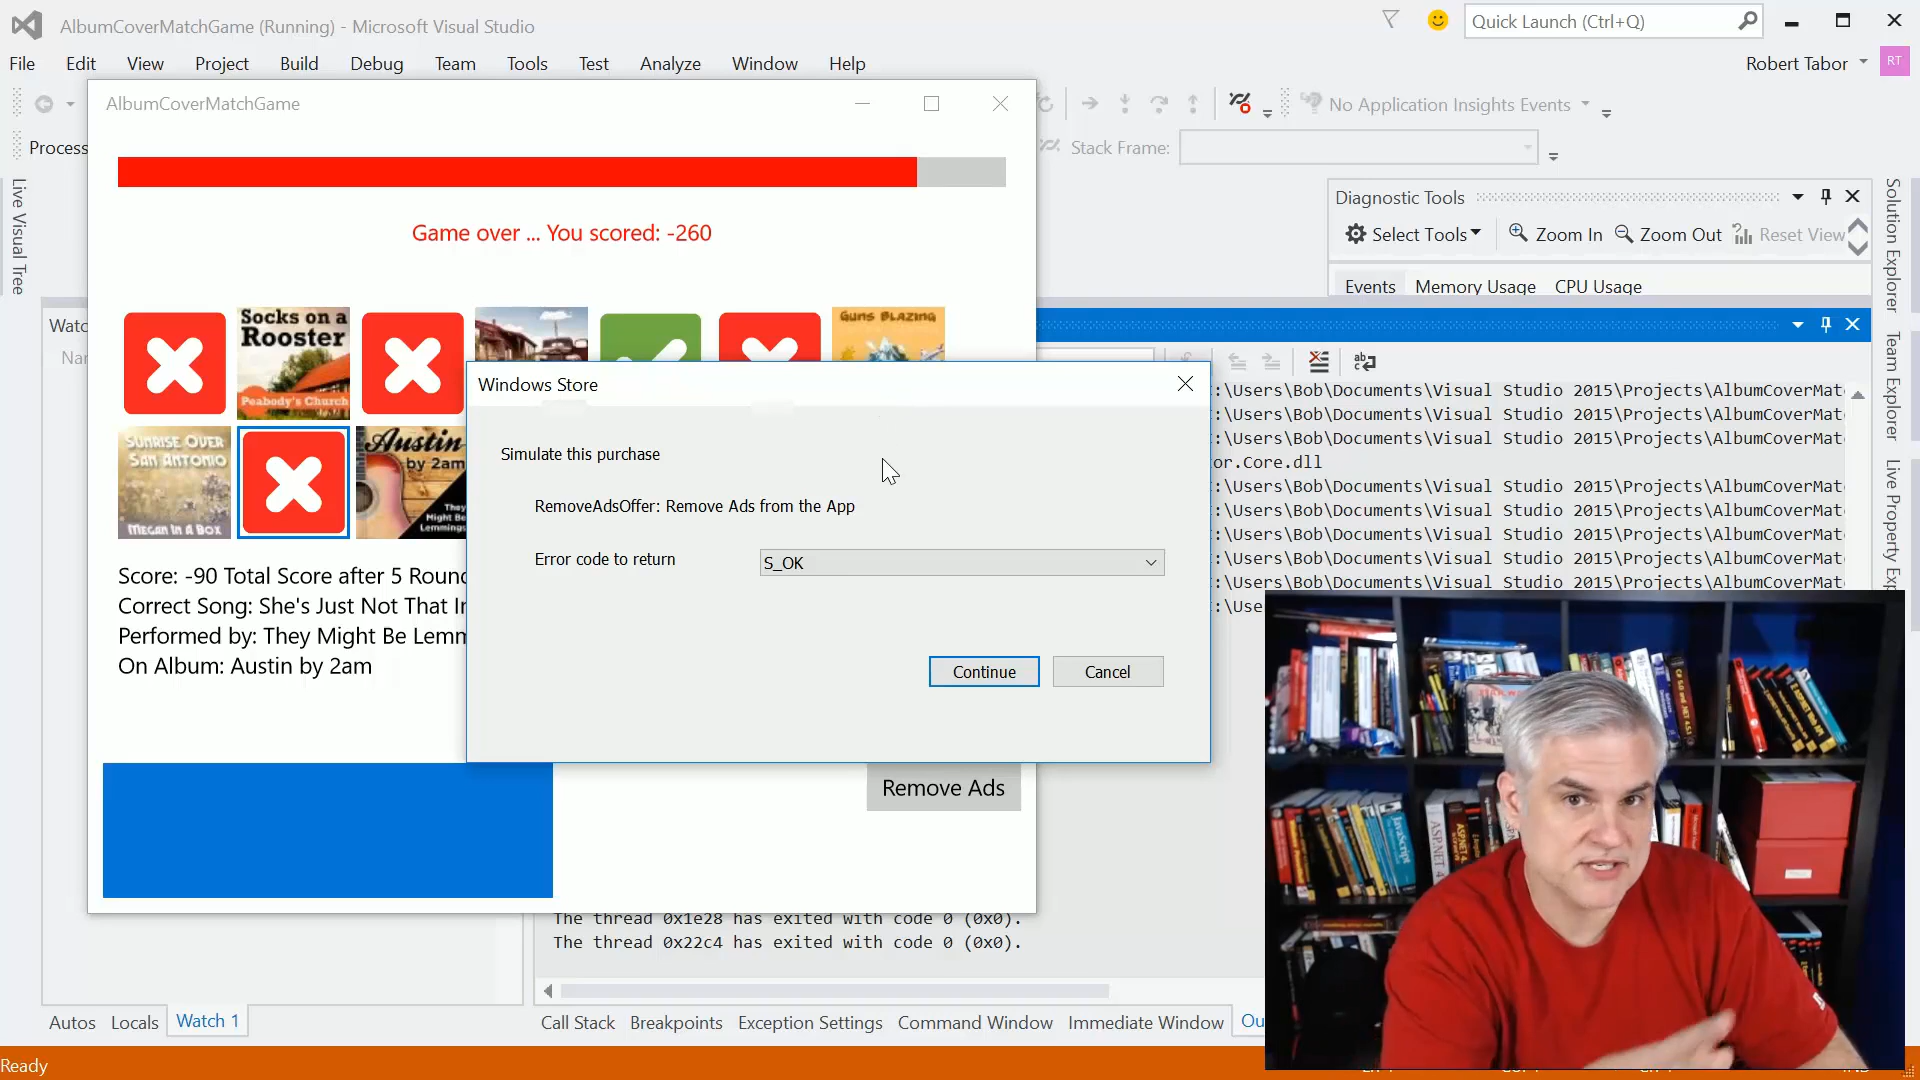 AlbumCoverMatchGame (Running) - Microsoft Visual Studio
Quick Launch (Ctrl+Q)
File Edit View Project Build Debug Team Tools Test Analyze Window Help
Robert Tabor
RT
AlbumCoverMatchGame
No Application Insights Events
Process
Stack Frame:
Live Visual Tree
Diagnostic Tools
Select Tools
Zoom In
Zoom Out
Reset View
Events Memory Usage CPU Usage
Solution Explorer
Team Explorer
Live Property Exp
Game over ... You scored: -260
Watc
Nar
Socks on a
Rooster
Peabody's Church
Guns Blazing
Sunrise Over
San Antonio
Megan in a Box
Austin
by 2am
They
Might Be
Lemmings
Windows Store
Simulate this purchase
RemoveAdsOffer: Remove Ads from the App
Error code to return
S_OK
Continue
Cancel
:\Users\Bob\Documents\Visual Studio 2015\Projects\AlbumCoverMat
:\Users\Bob\Documents\Visual Studio 2015\Projects\AlbumCoverMat
:\Users\Bob\Documents\Visual Studio 2015\Projects\AlbumCoverMat
or.Core.dll
:\Users\Bob\Documents\Visual Studio 2015\Projects\AlbumCoverMat
:\Users\Bob\Documents\Visual Studio 2015\Projects\AlbumCoverMat
:\Users\Bob\Documents\Visual Studio 2015\Projects\AlbumCoverMat
:\Users\Bob\Documents\Visual Studio 2015\Projects\AlbumCoverMat
:\Users\Bob\Documents\Visual Studio 2015\Projects\AlbumCoverMat
:\Use
Score: -90 Total Score after 5 Round
Correct Song: She's Just Not That In
Performed by: They Might Be Lemm
On Album: Austin by 2am
Remove Ads
The thread 0x1e28 has exited with code 0 (0x0).
The thread 0x22c4 has exited with code 0 (0x0).
Autos Locals Watch 1
Call Stack Breakpoints Exception Settings Command Window Immediate Window Ou
Ready